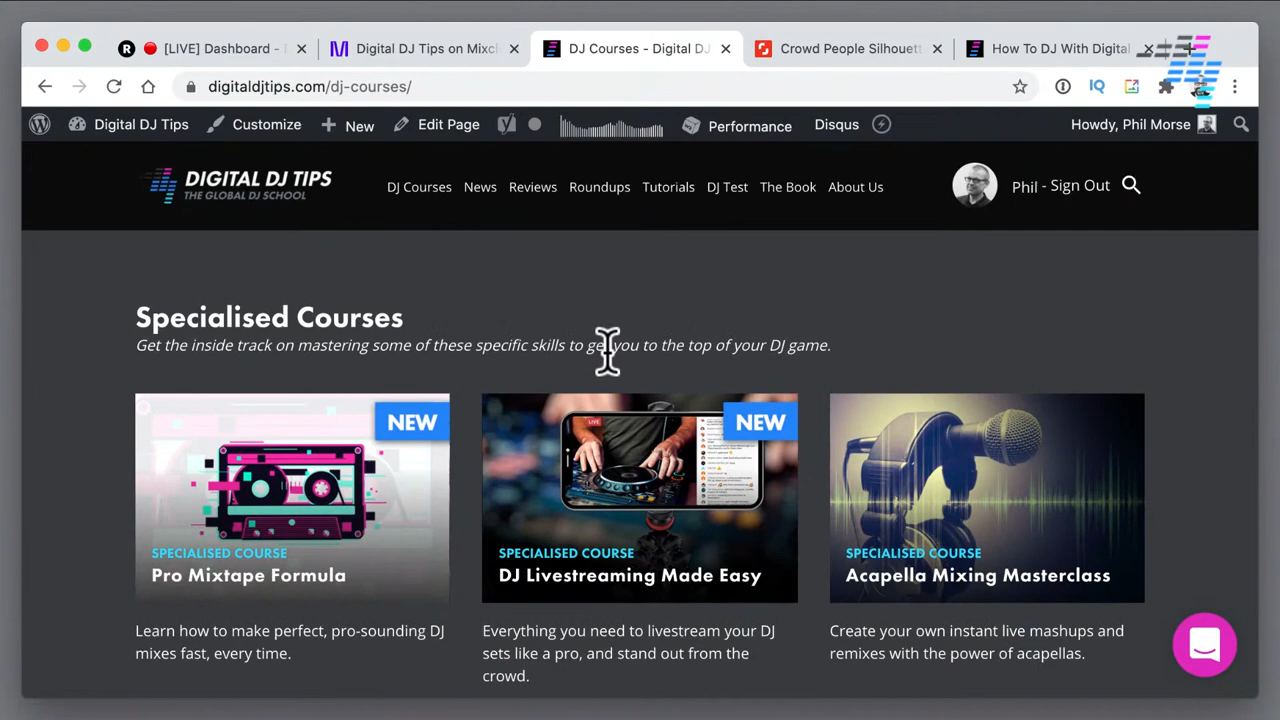 [LIVE] Dashboard -
Digital DJ Tips on Mixcl
DJ Courses - Digital DJ
Crowd People Silhouett
How To DJ With Digital
digitaldjtips.com/dj-courses/
IQ
Digital DJ Tips
Customize
New
Edit Page
Performance
Disqus
Howdy, Phil Morse
DIGITAL DJ TIPS
THE GLOBAL DJ SCHOOL
DJ Courses
News
Reviews
Roundups
Tutorials
DJ Test
The Book
About Us
Phil - Sign Out
Specialised Courses
Get the inside track on mastering some of these specific skills to get you to the top of your DJ game.
NEW
SPECIALISED COURSE
Pro Mixtape Formula
Learn how to make perfect, pro-sounding DJ
mixes fast, every time.
NEW
LIVE
SPECIALISED COURSE
DJ Livestreaming Made Easy
Everything you need to livestream your DJ
sets like a pro, and stand out from the
crowd.
SPECIALISED COURSE
Acapella Mixing Masterclass
Create your own instant live mashups and
remixes with the power of acapellas.